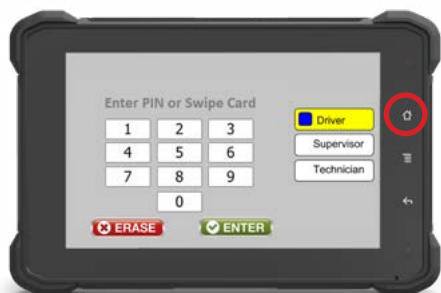 Enter PIN or Swipe Card
1 2 3
4 5 6
7 8 9
0
ERASE
ENTER
Driver
Supervisor
Technician